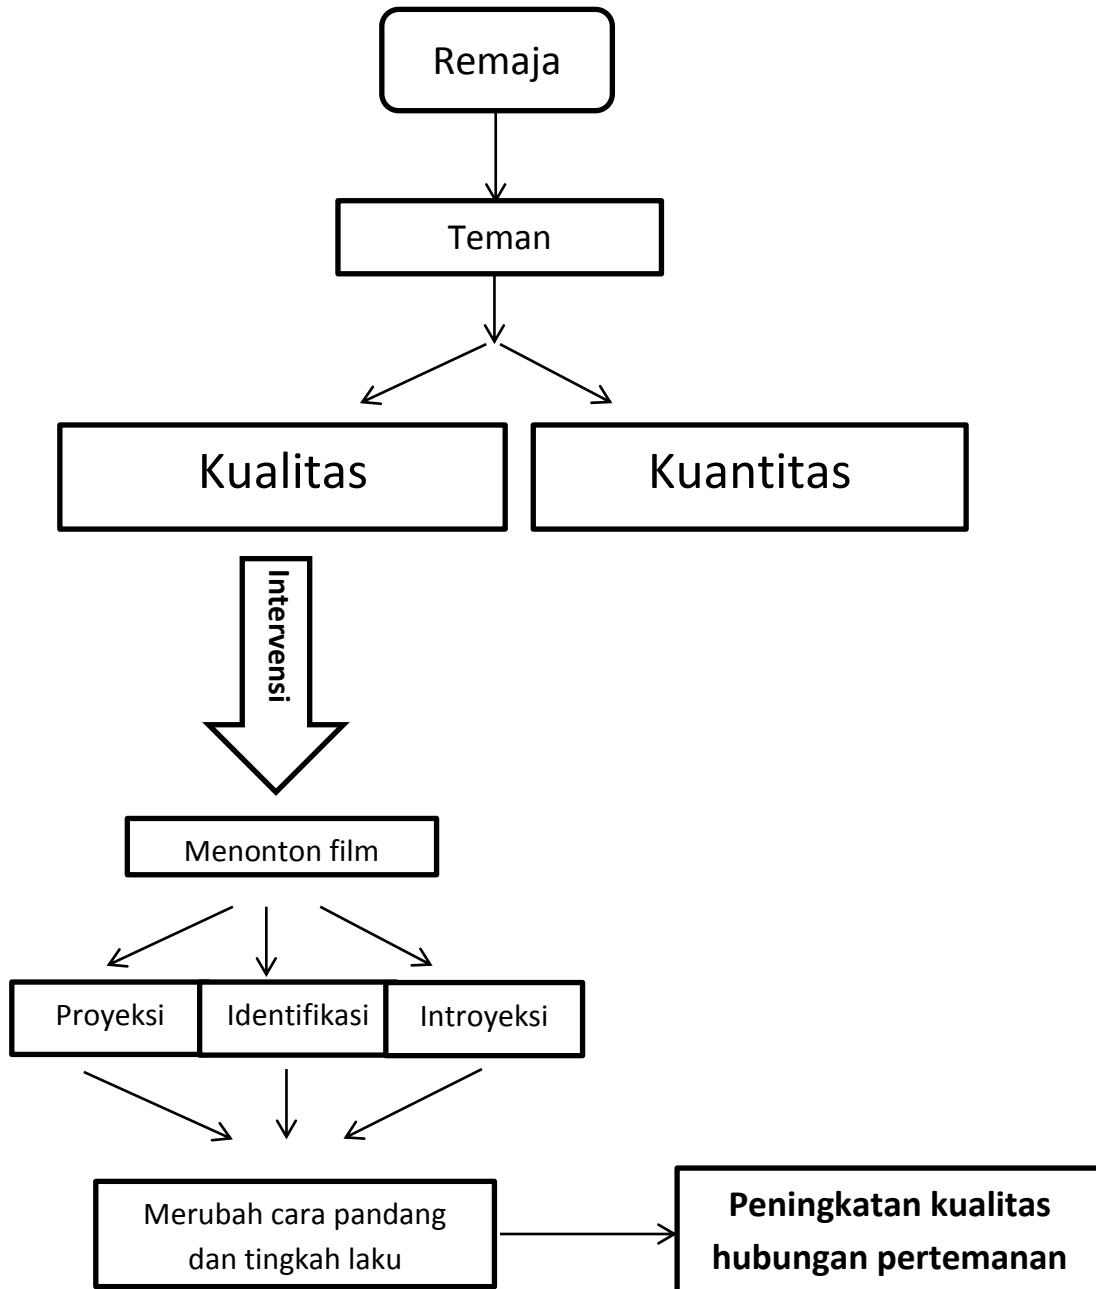 Remaja
Teman
Kualitas
Kuantitas
Intervensi
Menonton film
Proyeksi
Identifikasi
Introyeksi
Merubah cara pandang
dan tingkah laku
Peningkatan kualitas
hubungan pertemanan